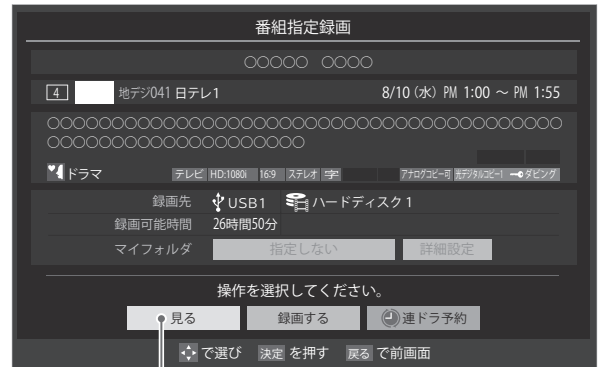 番組指定録画
○○○○○ ○○○○
4 地デジ041 日テレ1 8/10 (水) PM 1:00 ～ PM 1:55
○○○○○○○○○○○○○○○○○○○○○○○○○○○○○○○○○○○
○○○○○○○○○○○○○○○○○○
ドラマ テレビ HD:1080i 16:9 ステレオ 字 アナログコピー可 光デジタルコピー1 ダビング
録画先 USB1 ハードディスク1
録画可能時間 26時間50分
マイフォルダ 指定しない 詳細設定
操作を選択してください。
見る 録画する 連ドラ予約
で選び 決定 を押す 戻る で前画面